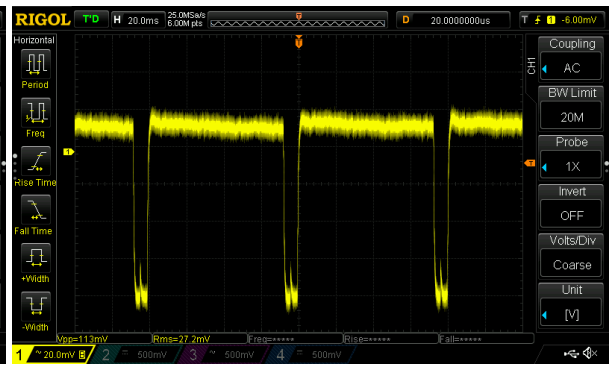 RIGOL T'D H 20.0ms 25.0MSa/s 6.00M pts D 20.0000000us T 1 -6.00mV
Horizontal
Period
Freq
Rise Time
Fall Time
+Width
-Width
CH1
Coupling
AC
BW Limit
20M
Probe
1X
Invert
OFF
Volts/Div
Coarse
Unit
[V]
T
1
T
Vpp=113mV Rms=27.2mV Freq=***** Rise=***** Fall=*****
1 ~ 20.0mV B 2 = 500mV 3 ~ 500mV 4 = 500mV